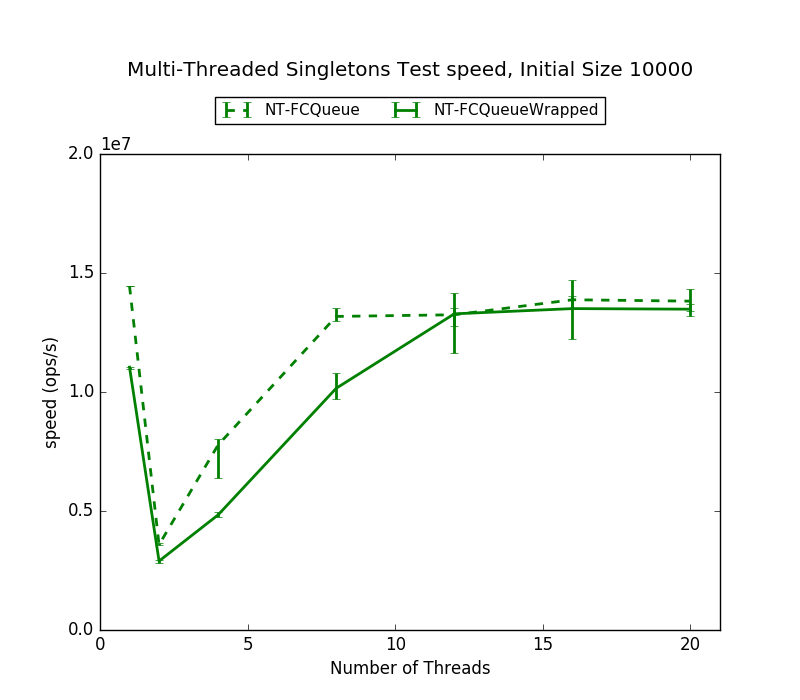 Multi-Threaded Singletons Test speed, Initial Size 10000
NT-FCQueue NT-FCQueueWrapped
1e7
2.0
1.5
1.0
0.5
0.0
speed (ops/s)
0 5 10 15 20
Number of Threads